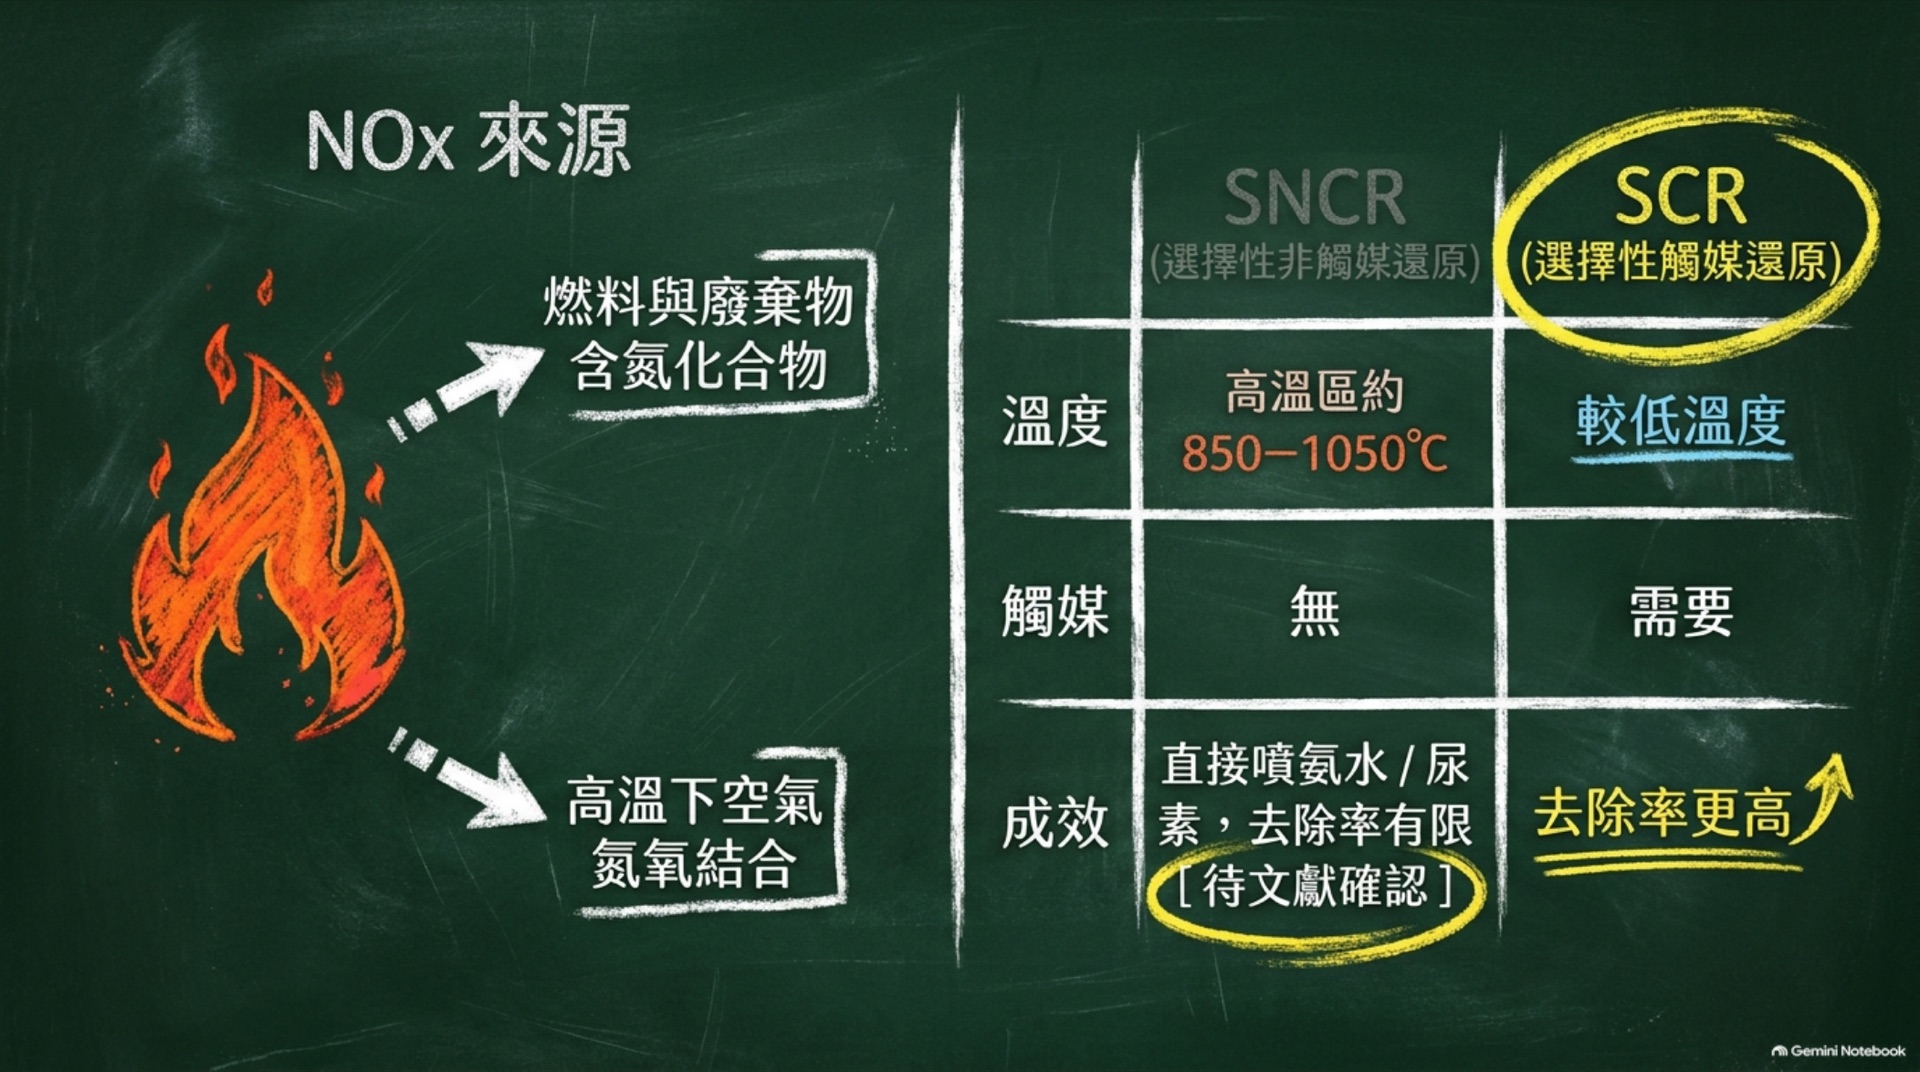 NOx 來源
燃料與廢棄物
含氮化合物
高溫下空氣
氮氧結合
SNCR
(選擇性非觸媒還原)
SCR
(選擇性觸媒還原)
溫度
高溫區約
850—1050℃
較低溫度
觸媒
無
需要
成效
直接噴氨水 / 尿
素，去除率有限
[ 待文獻確認 ]
去除率更高
Gemini Notebook